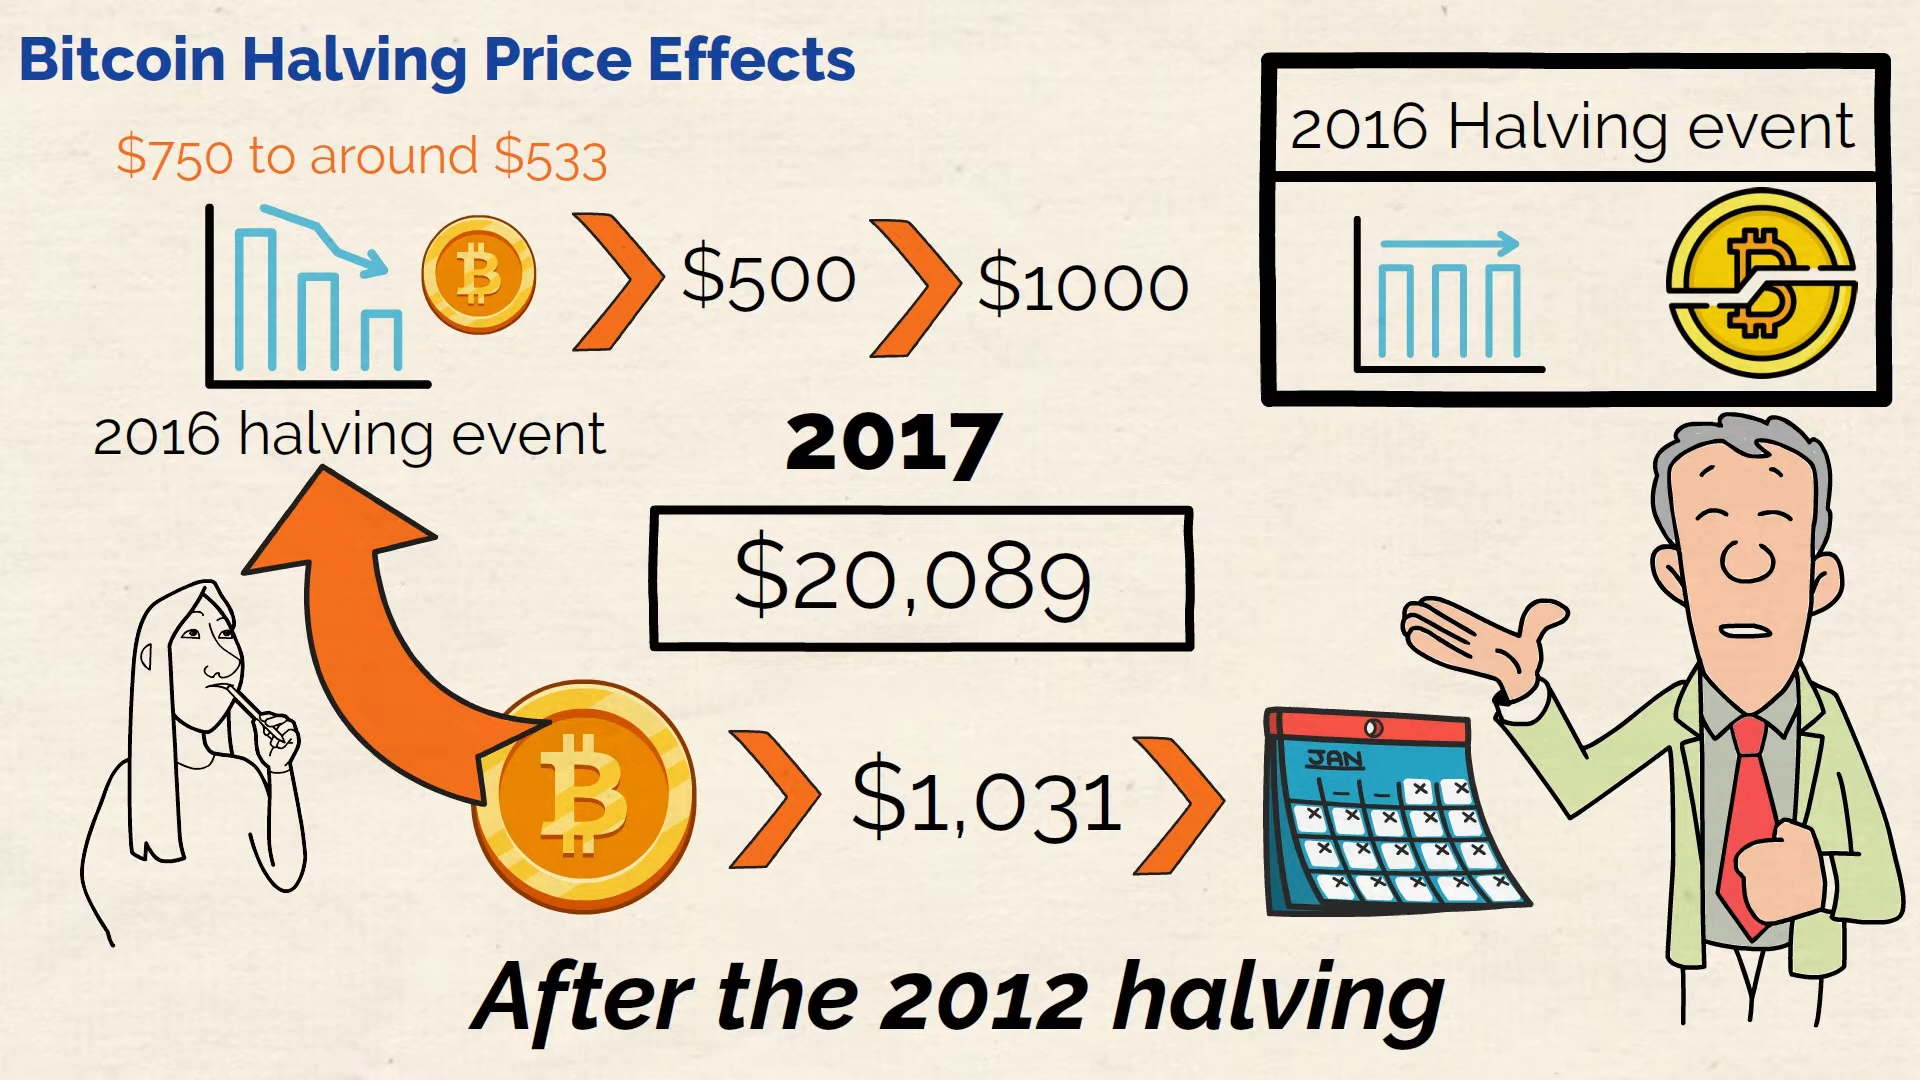 Bitcoin Halving Price Effects
$750 to around $533
$500
$1000
2016 halving event
2016 Halving event
2017
$20,089
$1,031
JAN
After the 2012 halving